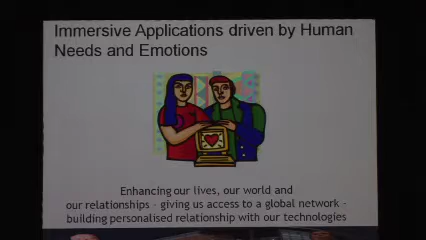 Immersive Applications driven by Human
Needs and Emotions
Enhancing our lives, our world and
our relationships - giving us access to a global network -
building personalised relationship with our technologies